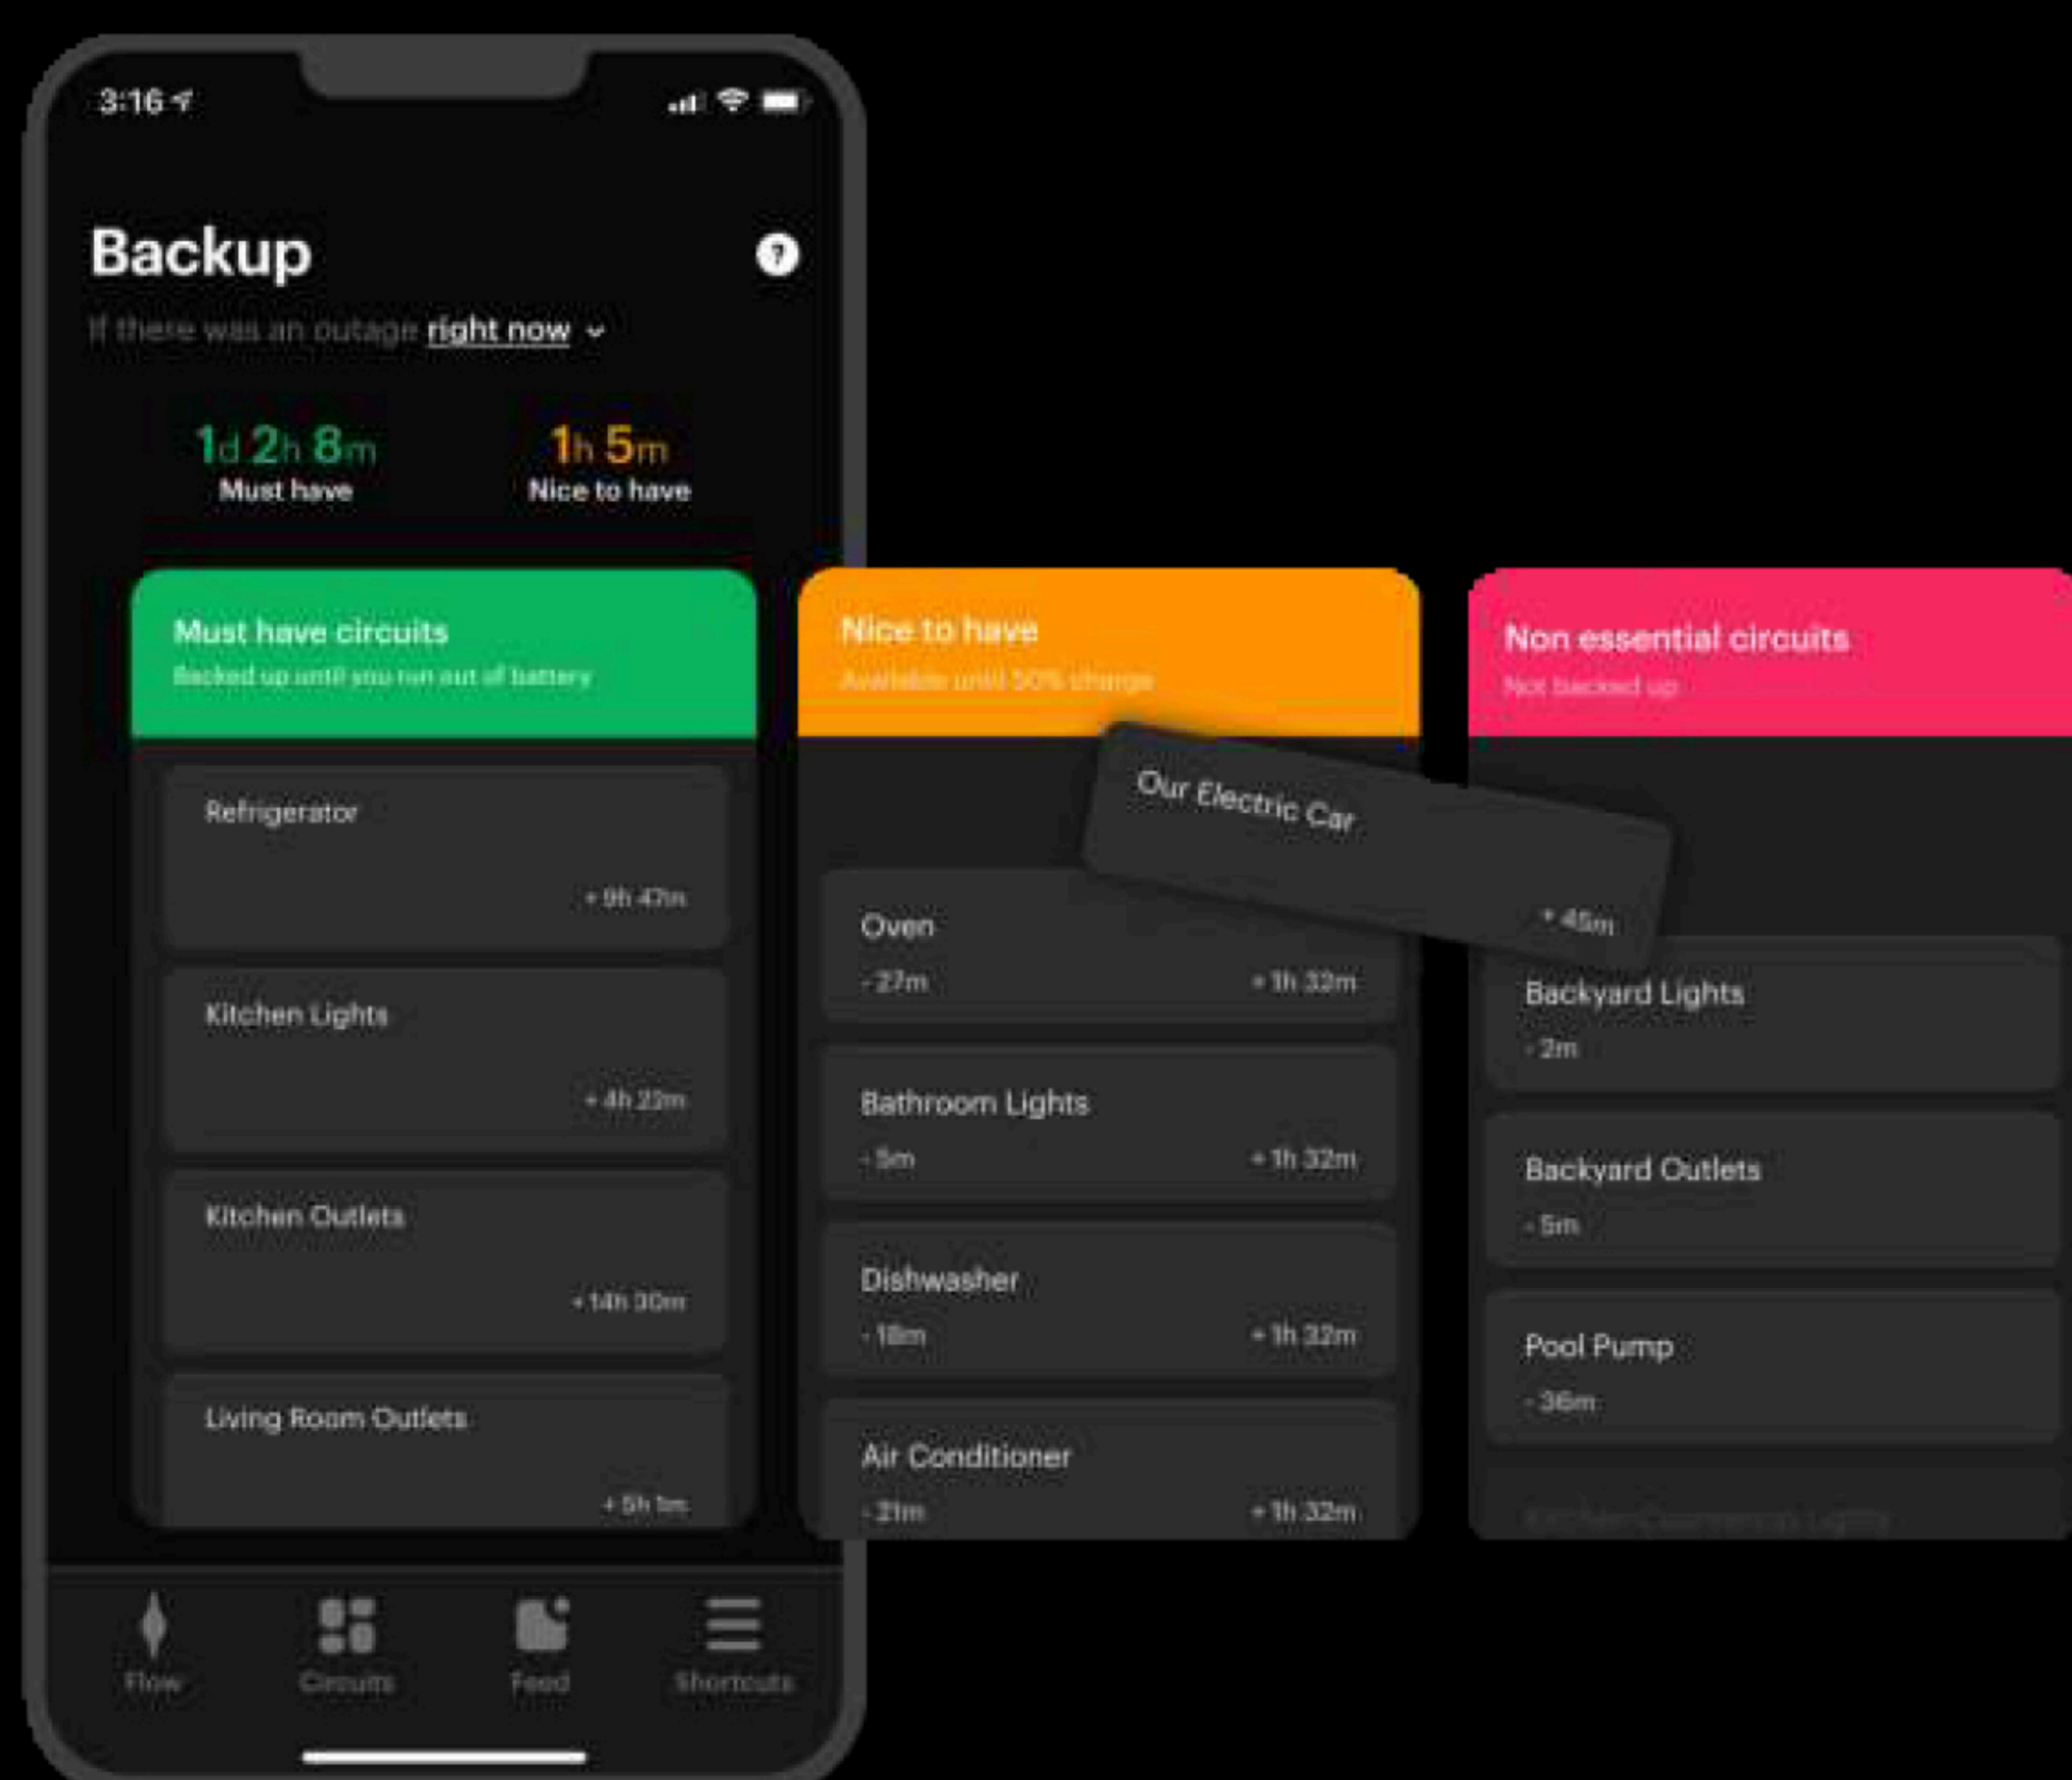 3:16
Backup
?
If there was an outage right now
1d 2h 8m
Must have
1h 5m
Nice to have
Must have circuits
Backed up until you run out of battery
Refrigerator
+ 9h 47m
Kitchen Lights
+ 4h 22m
Kitchen Outlets
+ 14h 30m
Living Room Outlets
+ 5h 1m
Nice to have
Available until 50% charge
Our Electric Car
+ 45m
Oven
- 27m
+ 1h 32m
Bathroom Lights
- 5m
+ 1h 32m
Dishwasher
- 18m
+ 1h 32m
Air Conditioner
- 21m
+ 1h 32m
Non essential circuits
Not backed up
Backyard Lights
- 2m
Backyard Outlets
- 5m
Pool Pump
- 36m
Lights
Flow
Circuits
Feed
Shortcuts